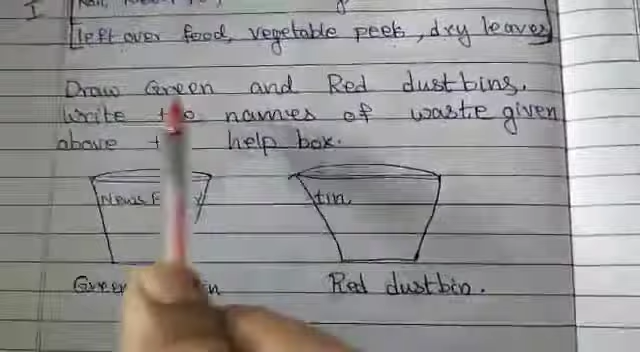 I
[left over food, vegetable peels, dry leaves]
Draw Green and Red dustbins.
Write names of waste given
above help box.
tin.
Red dustbin.